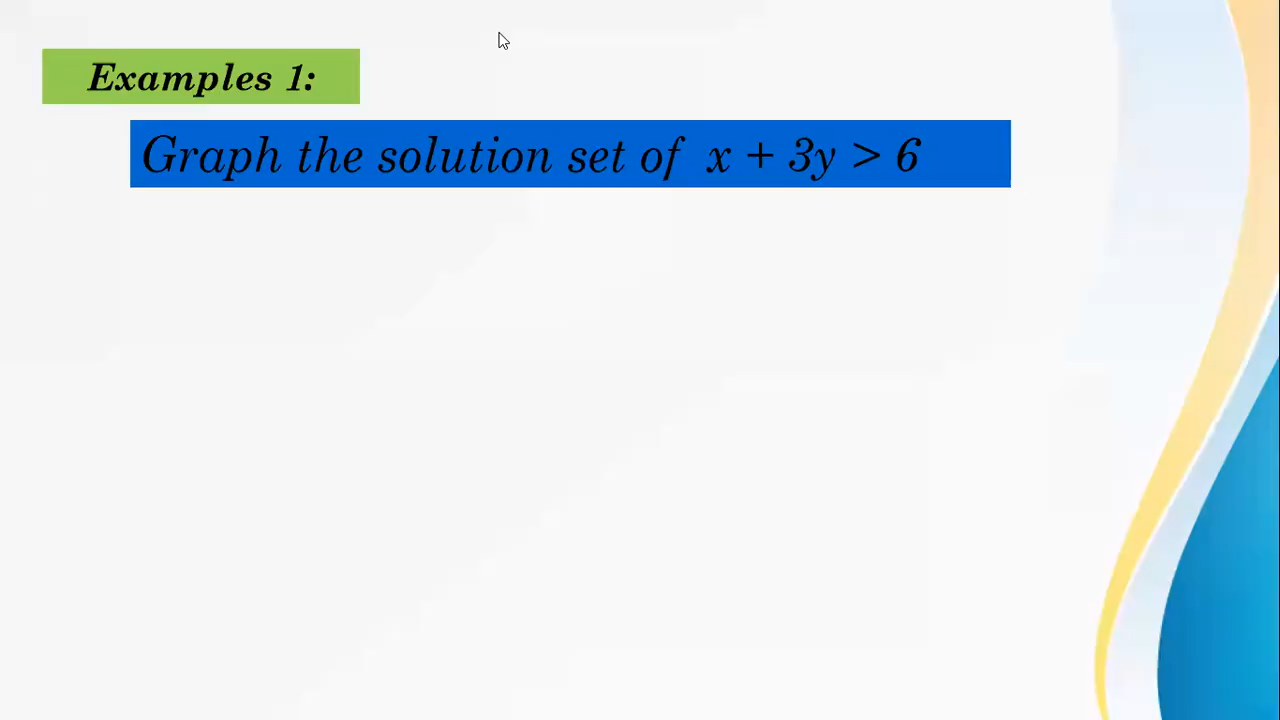 Examples 1:
Graph the solution set of x + 3y > 6